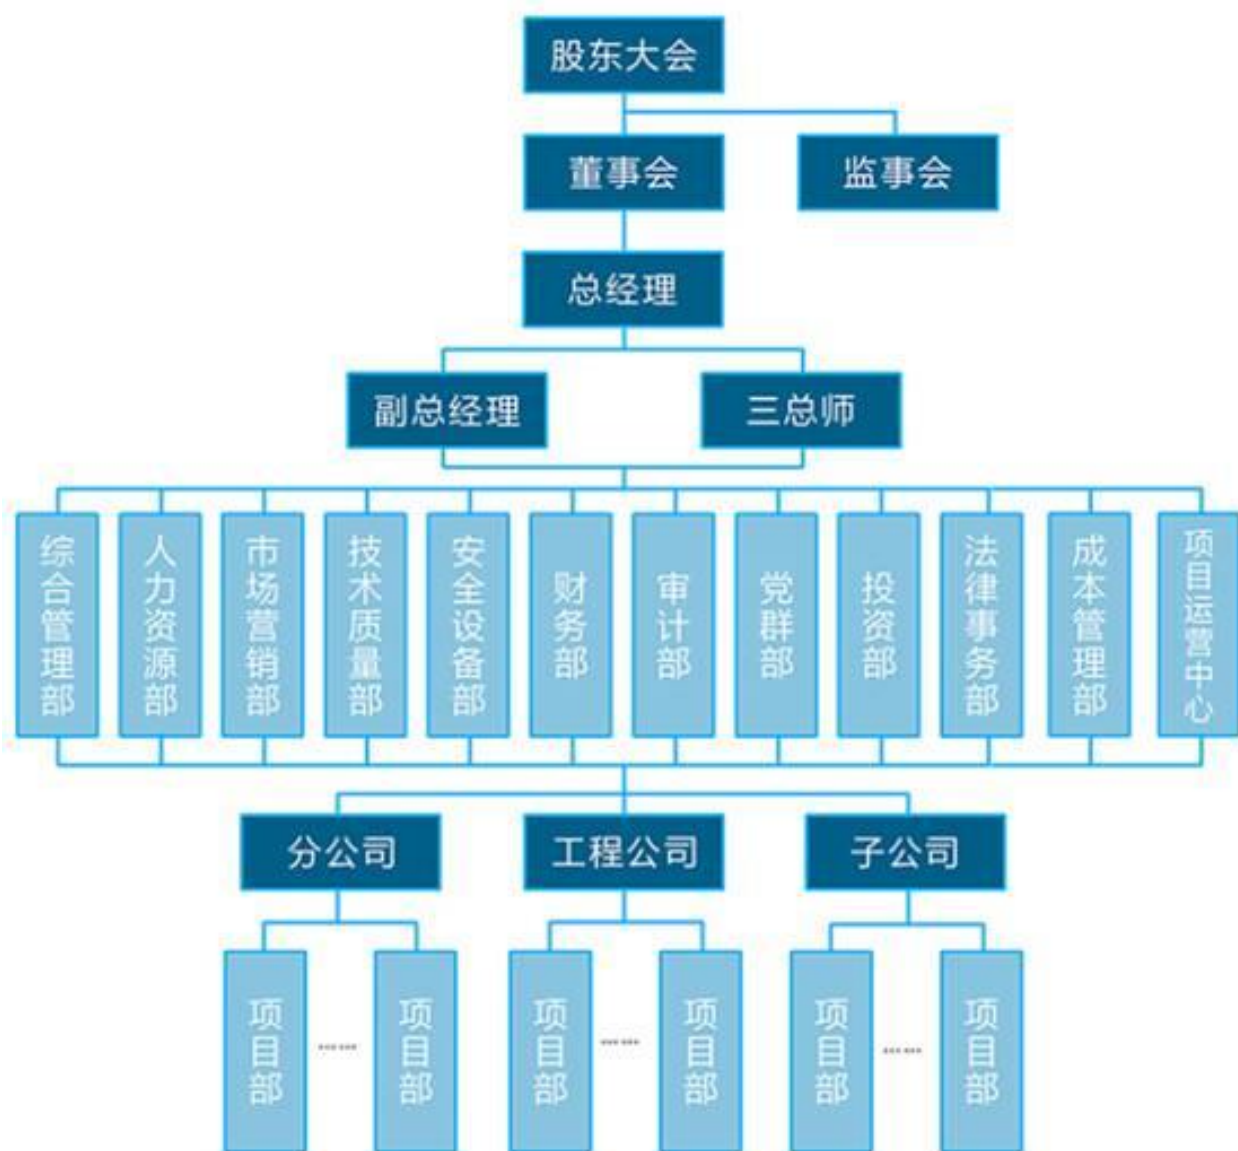 股东大会
董事会
监事会
总经理
副总经理
三总师
综合管理部
人力资源部
市场营销部
技术质量部
安全设备部
财务部
审计部
党群部
投资部
法律事务部
成本管理部
项目运营中心
分公司
工程公司
子公司
项目部
……
项目部
项目部
……
项目部
项目部
……
项目部